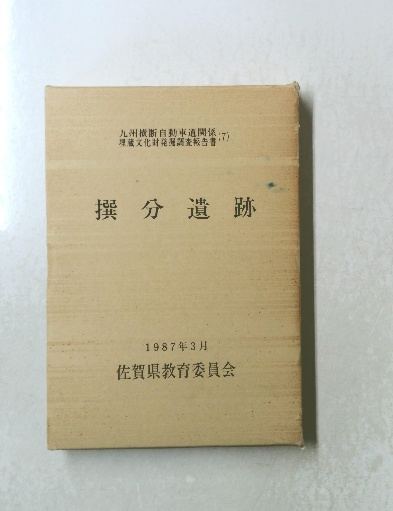 九州横断自動車道関係
埋蔵文化財発掘調査報告書(7)
撰分遺跡
1987年3月
佐賀県教育委員会